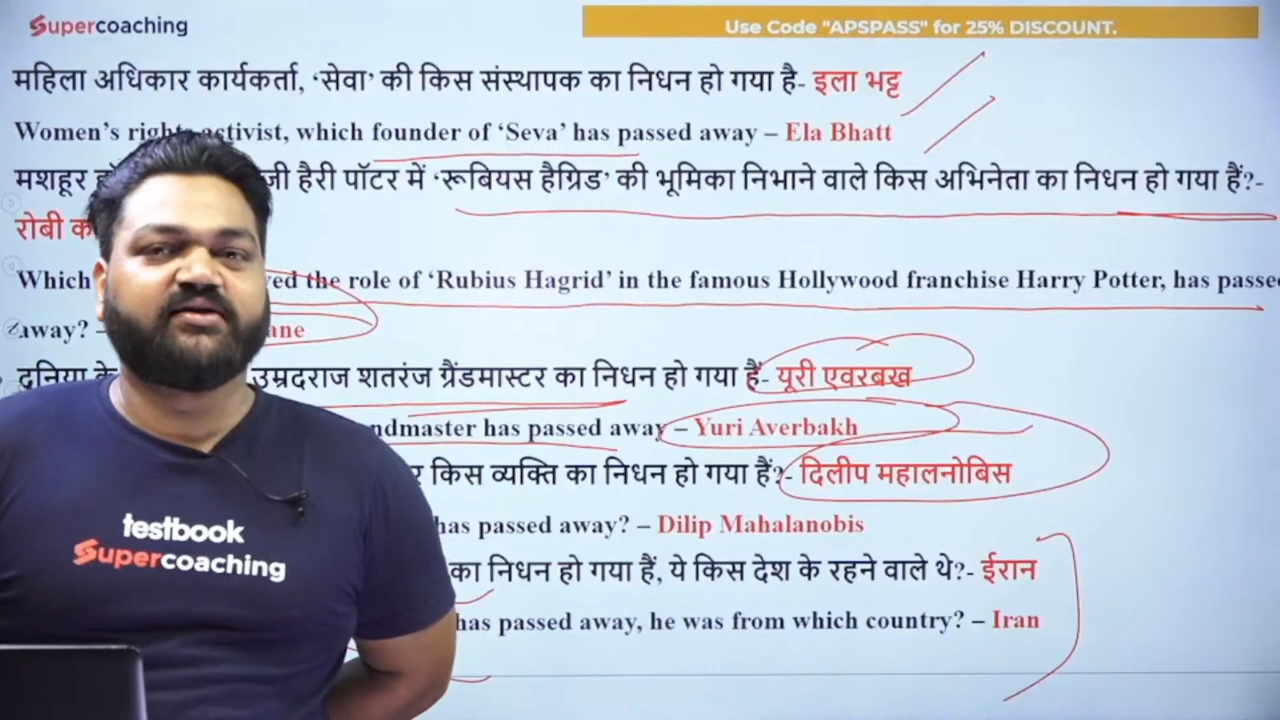 Supercoaching
Use Code "APSPASS" for 25% DISCOUNT.
महिला अधिकार कार्यकर्ता, ‘सेवा’ की किस संस्थापक का निधन हो गया है- इला भट्ट
Women’s rights activist, which founder of ‘Seva’ has passed away – Ela Bhatt
मशहूर जी हैरी पॉटर में ‘रूबियस हैग्रिड’ की भूमिका निभाने वाले किस अभिनेता का निधन हो गया हैं?-
रोबी
Which the role of ‘Rubius Hagrid’ in the famous Hollywood franchise Harry Potter, has passed
away? – ane
दुनिया के उम्रदराज शतरंज ग्रैंडमास्टर का निधन हो गया हैं- यूरी एवरबख
ndmaster has passed away – Yuri Averbakh
किस व्यक्ति का निधन हो गया हैं?- दिलीप महालनोबिस
has passed away? – Dilip Mahalanobis
का निधन हो गया हैं, ये किस देश के रहने वाले थे?- ईरान
has passed away, he was from which country? – Iran
testbook
Supercoaching